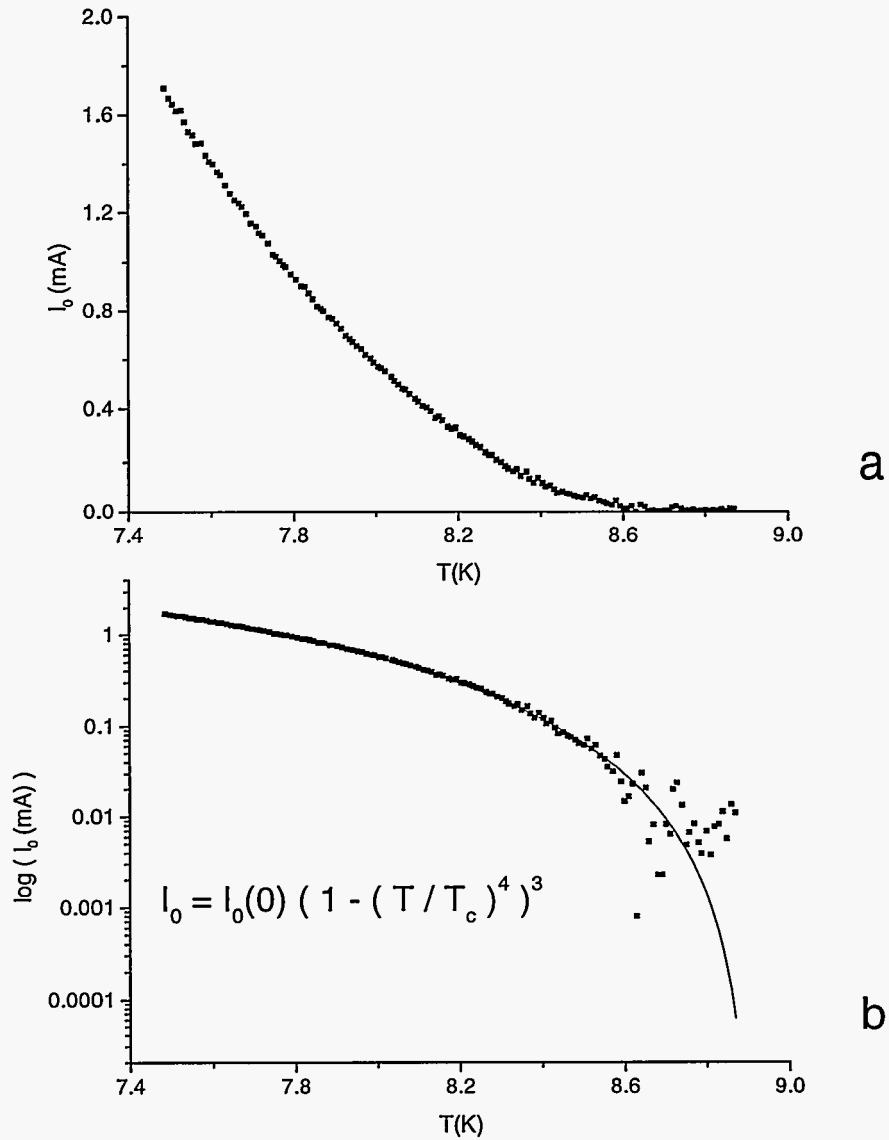 2.0
1.6
1.2
0.8
0.4
0.0
I₀ (mA)
7.4 7.8 8.2 8.6 9.0
T(K)
a
1
0.1
0.01
0.001
0.0001
log ( I₀ (mA) )
I₀ = I₀(0) ( 1 - ( T / T_c )⁴ )³
7.4 7.8 8.2 8.6 9.0
T(K)
b